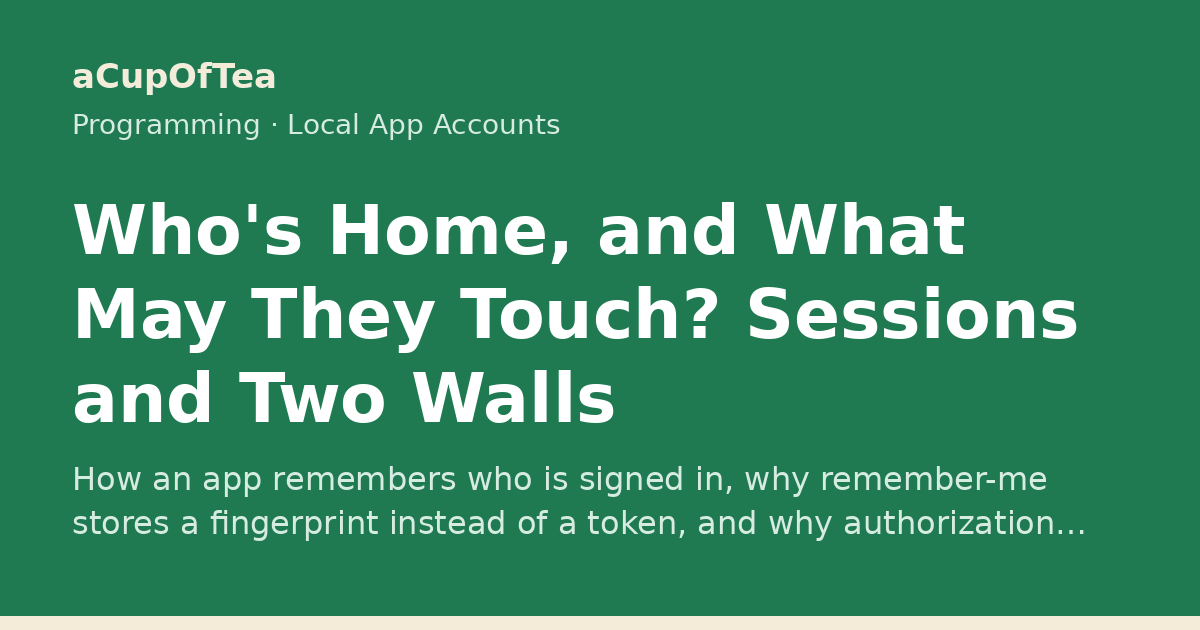 aCupOfTea
Programming · Local App Accounts
Who's Home, and What
May They Touch? Sessions
and Two Walls
How an app remembers who is signed in, why remember-me
stores a fingerprint instead of a token, and why authorization…